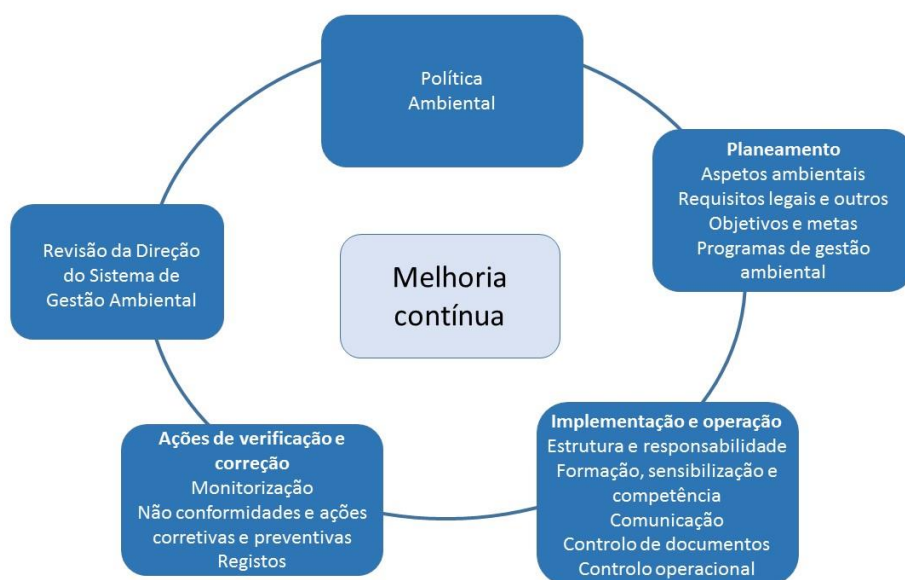 Política
Ambiental
Planeamento
Aspetos ambientais
Requisitos legais e outros
Objetivos e metas
Programas de gestão
ambiental
Implementação e operação
Estrutura e responsabilidade
Formação, sensibilização e
competência
Comunicação
Controlo de documentos
Controlo operacional
Ações de verificação e
correção
Monitorização
Não conformidades e ações
corretivas e preventivas
Registos
Revisão da Direção
do Sistema de
Gestão Ambiental
Melhoria
contínua